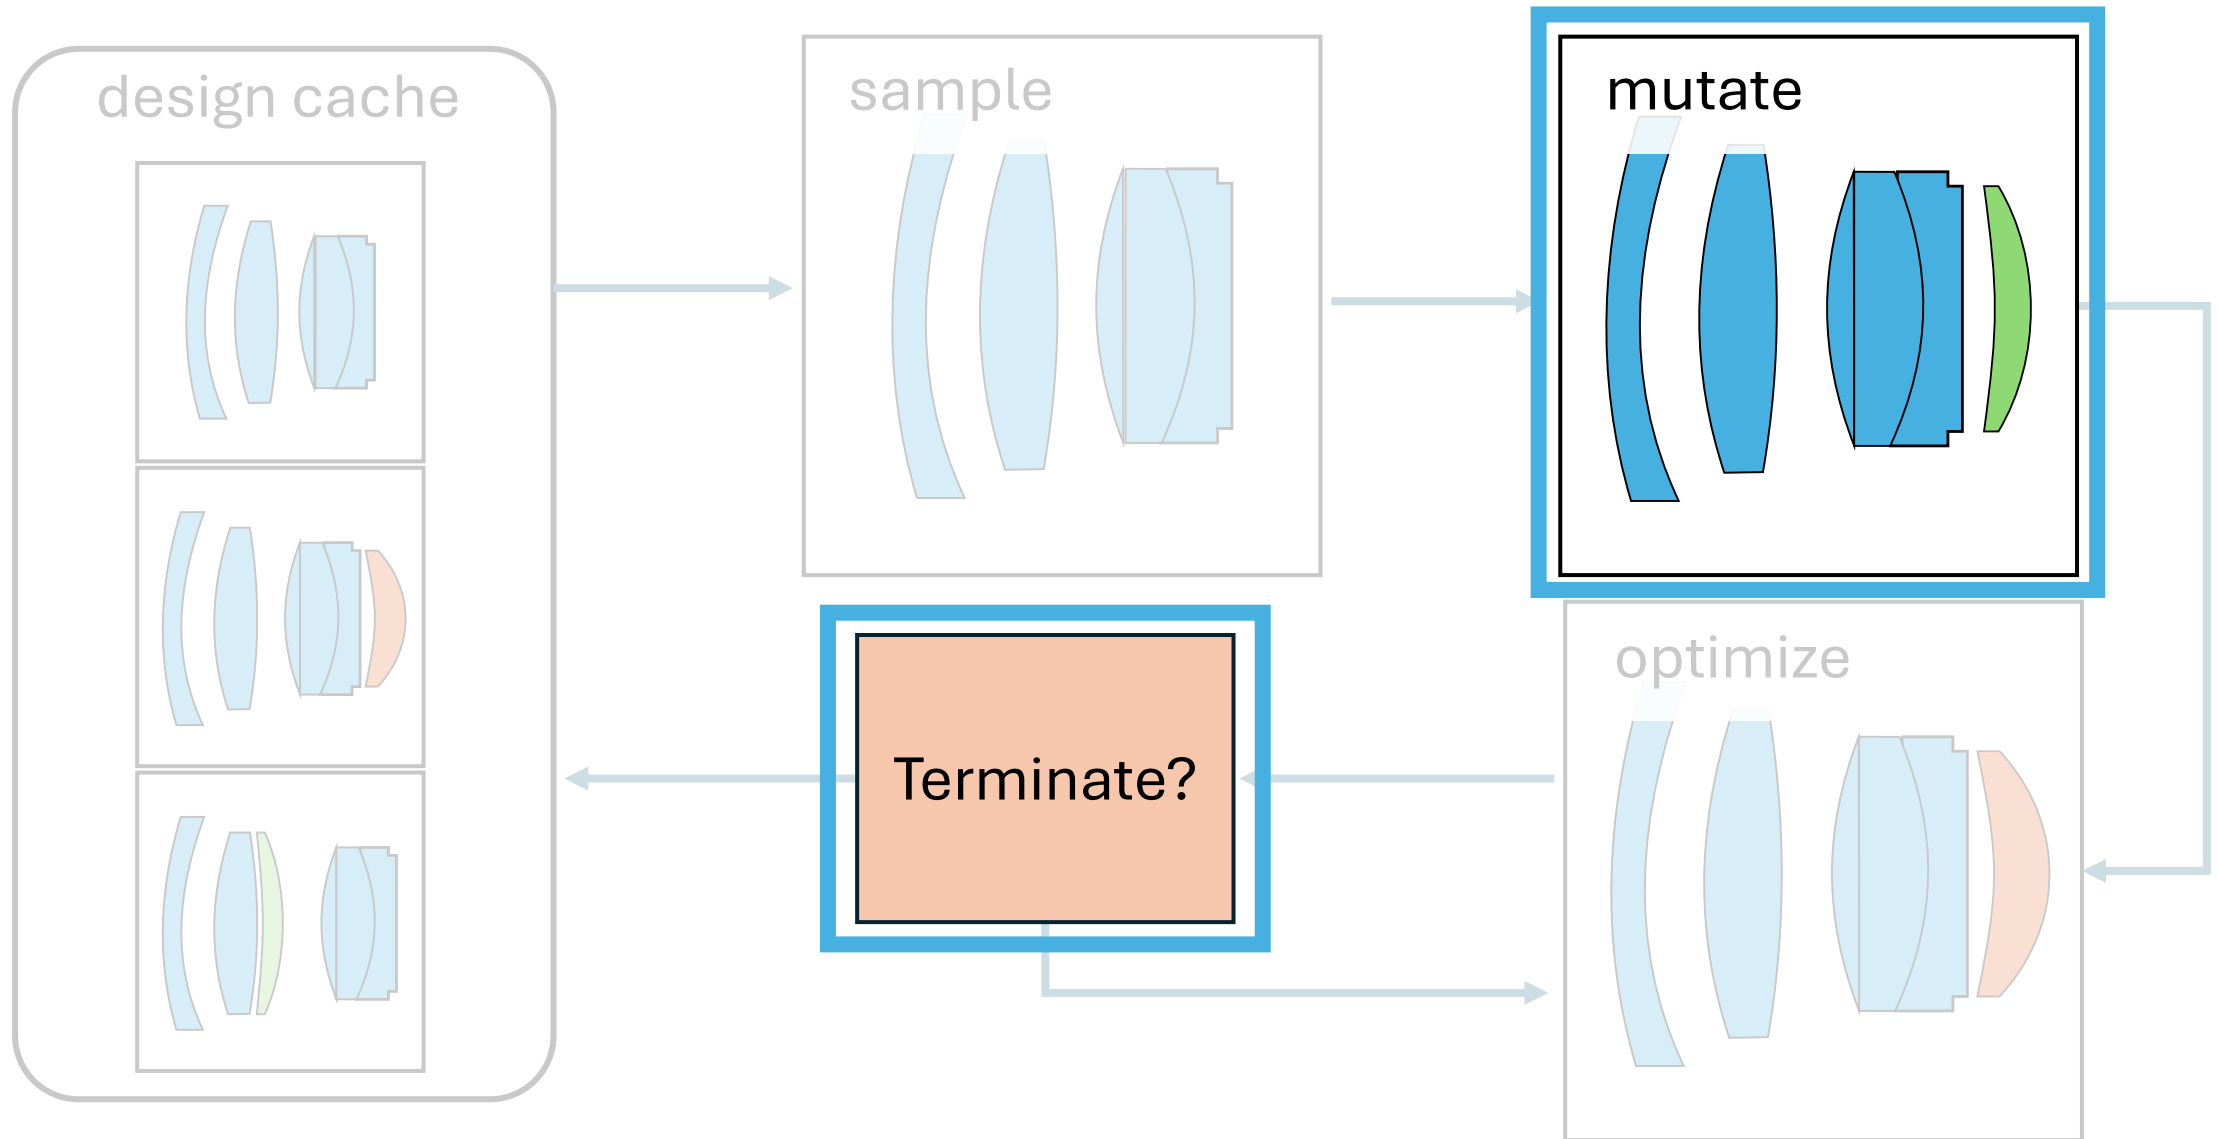 design cache
sample
mutate
Terminate?
optimize